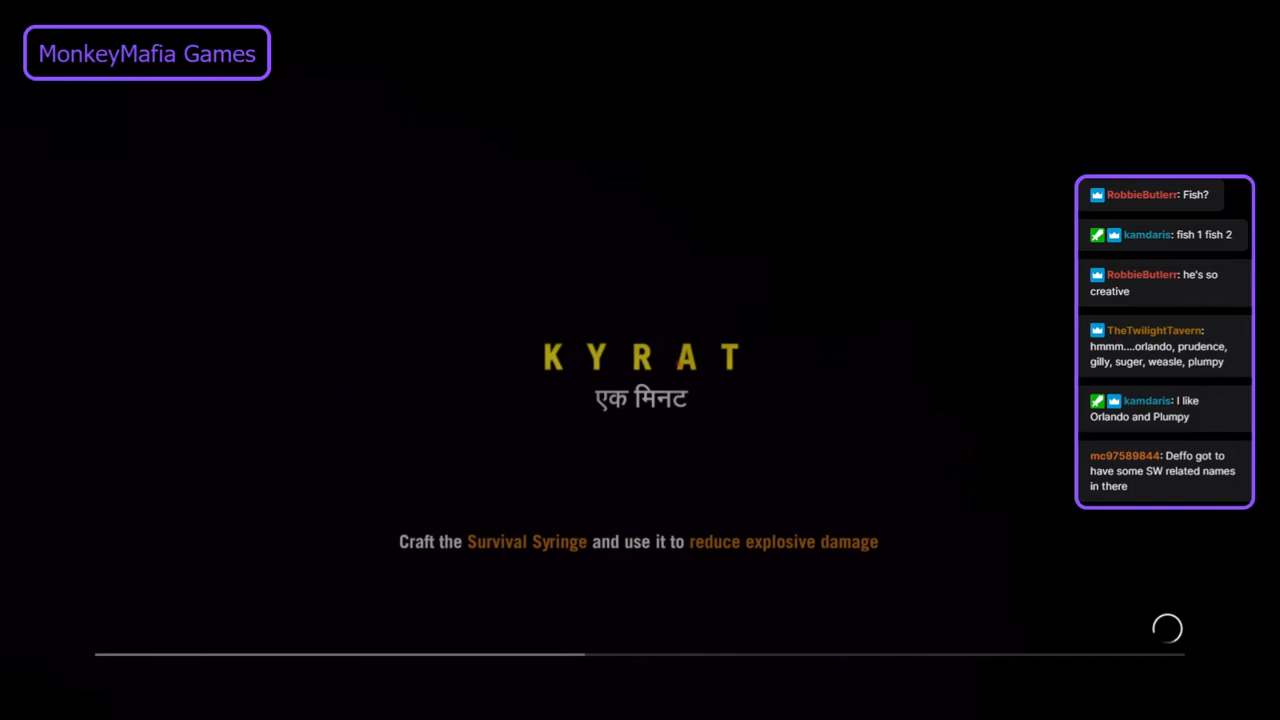 MonkeyMafia Games
RobbieButlerr: Fish?
kamdaris: fish 1 fish 2
RobbieButlerr: he's so
creative
TheTwilightTavern:
hmmm....orlando, prudence,
gilly, suger, weasle, plumpy
kamdaris: I like
Orlando and Plumpy
mc97589844: Deffo got to
have some SW related names
in there
KYRAT
एक मिनट
Craft the Survival Syringe and use it to reduce explosive damage